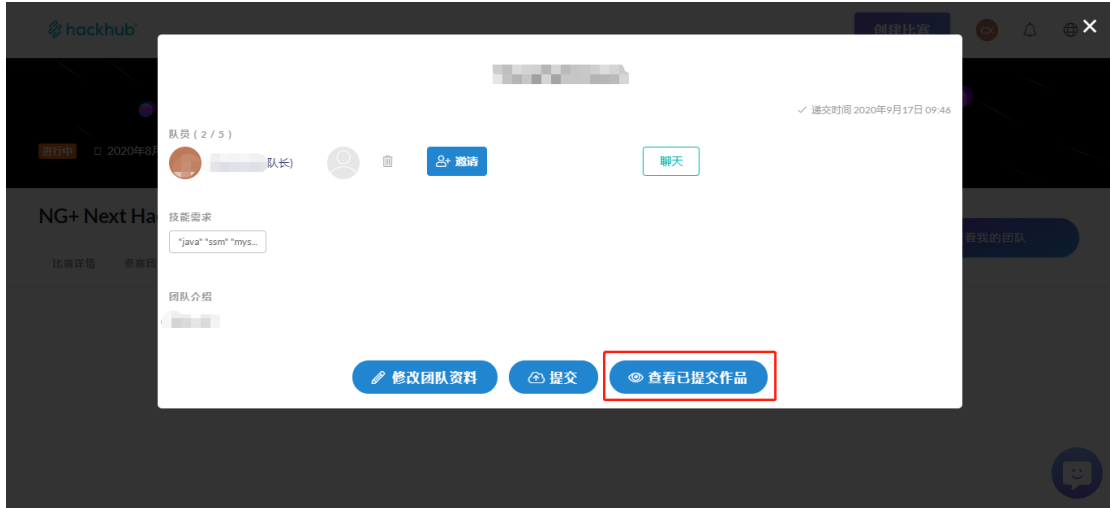 hackhub
创建比赛
CX
✓ 递交时间 2020年9月17日 09:46
队员 ( 2 / 5 )
进行中 2020年8月
队长)
邀请
聊天
NG+ Next Ha
技能需求
"java" "ssm" "mys...
看我的团队
比赛详情
团队介绍
修改团队资料
提交
查看已提交作品